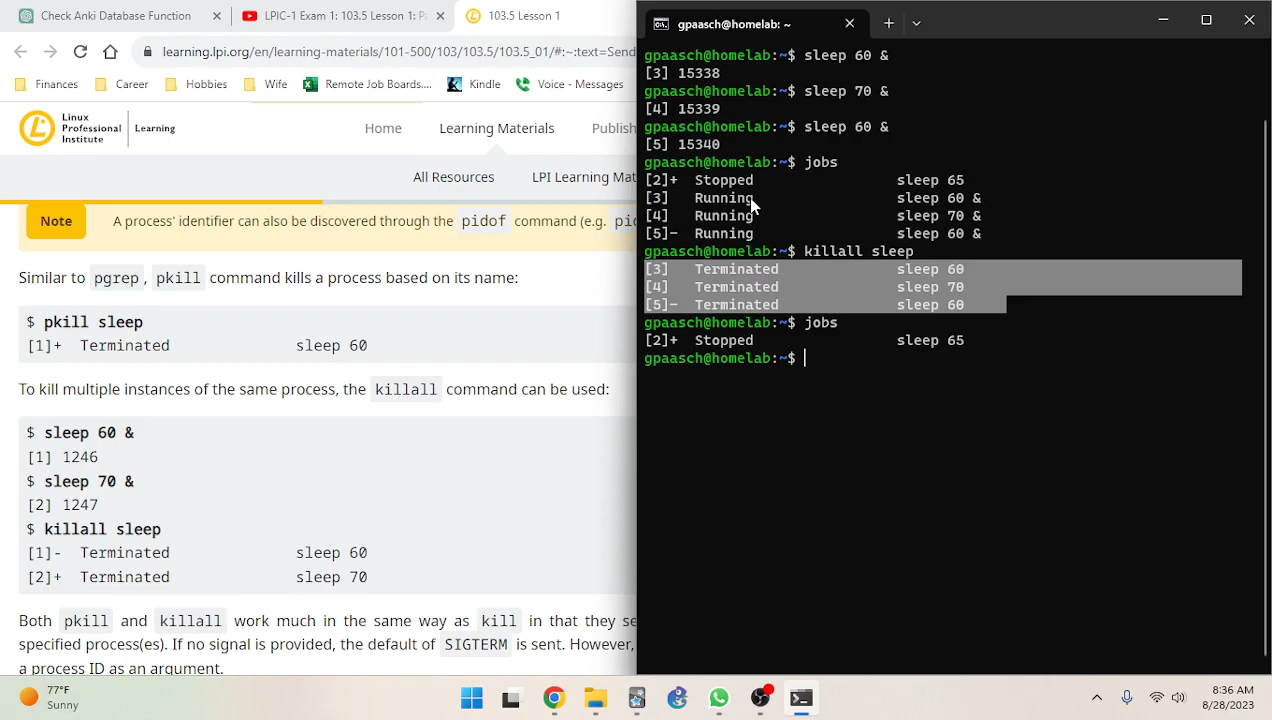 Check Anki Database Function
LPIC-1 Exam 1: 103.5 Lesson 1: P
103.5 Lesson 1
learning.lpi.org/en/learning-materials/101-500/103/103.5/103.5_01/#:~:text=Send
Finances
Career
Hobbies
Wife
Remote Job Boards....
Kindle
Voice - Messages
Linux
Professional
Institute
Learning
Home
Learning Materials
Publish
All Resources
LPI Learning Mat
Note
A process' identifier can also be discovered through the pidof command (e.g. pic
Similar to pgrep, pkill command kills a process based on its name:
$ pkill sleep
[1]+ Terminated sleep 60
To kill multiple instances of the same process, the killall command can be used:
$ sleep 60 &
[1] 1246
$ sleep 70 &
[2] 1247
$ killall sleep
[1]- Terminated sleep 60
[2]+ Terminated sleep 70
Both pkill and killall work much in the same way as kill in that they se
specified process(es). If no signal is provided, the default of SIGTERM is sent. However,
a process ID as an argument.
gpaasch@homelab: ~
gpaasch@homelab:~$ sleep 60 &
[3] 15338
gpaasch@homelab:~$ sleep 70 &
[4] 15339
gpaasch@homelab:~$ sleep 60 &
[5] 15340
gpaasch@homelab:~$ jobs
[2]+ Stopped sleep 65
[3] Running sleep 60 &
[4] Running sleep 70 &
[5]- Running sleep 60 &
gpaasch@homelab:~$ killall sleep
[3] Terminated sleep 60
[4] Terminated sleep 70
[5]- Terminated sleep 60
gpaasch@homelab:~$ jobs
[2]+ Stopped sleep 65
gpaasch@homelab:~$
77°F
Sunny
8:36 AM
8/28/2023